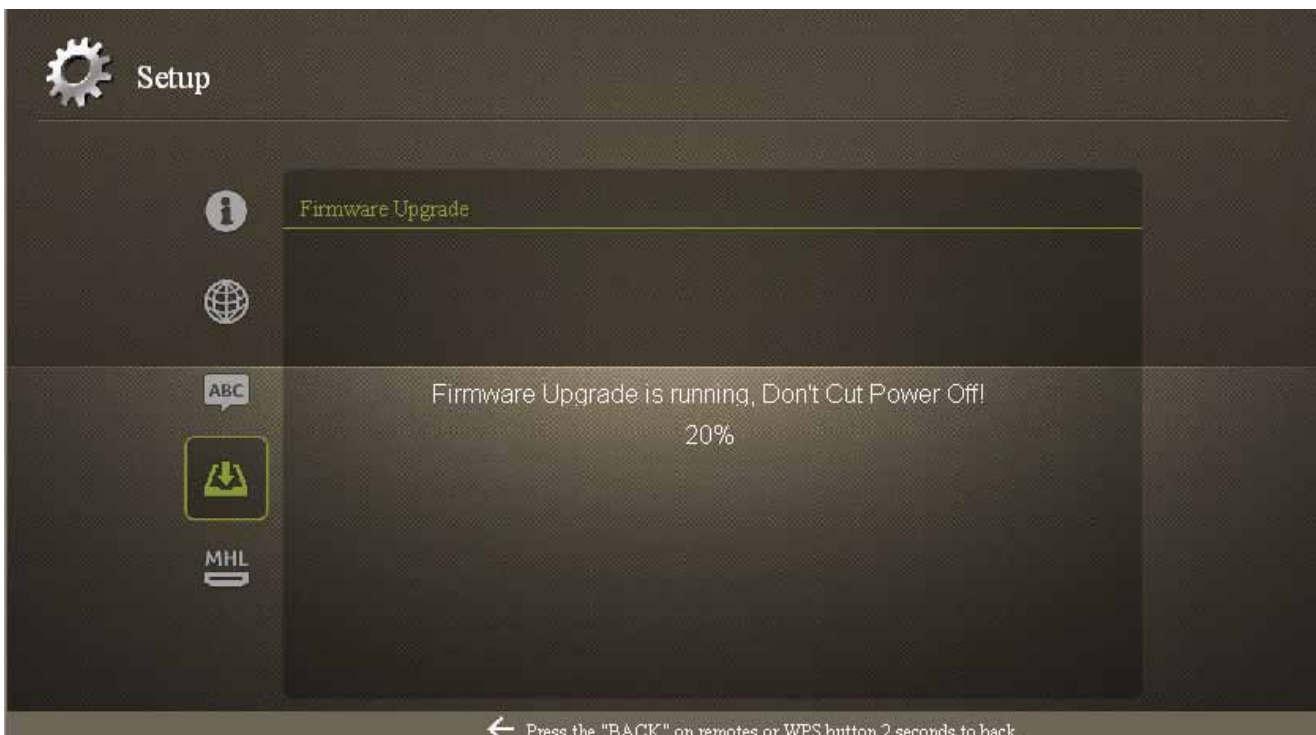 Setup
Firmware Upgrade
ABC
Firmware Upgrade is running, Don't Cut Power Off!
20%
MHL
← Press the "BACK" on remotes or WPS button 2 seconds to back